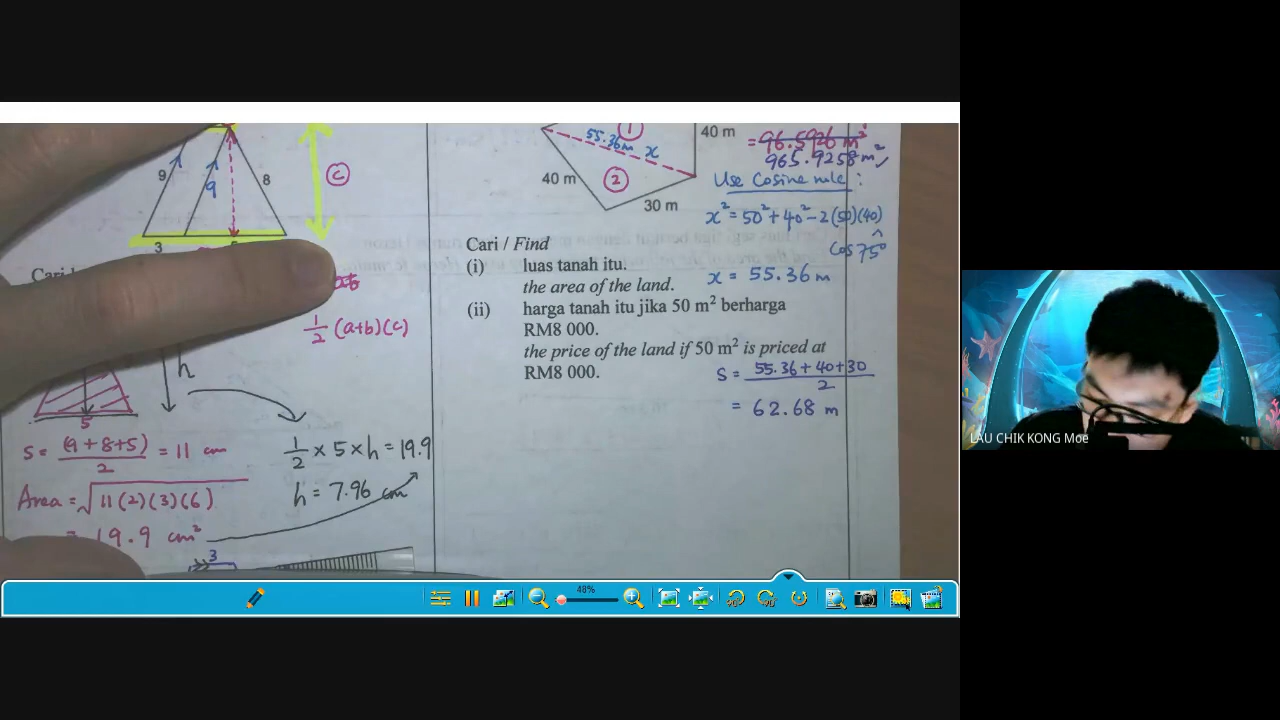 9
9
8
c
3
½ (a+b)(c)
h
5
S = (9 + 8 + 5) / 2 = 11 cm
Area = √11(2)(3)(6)
= 19.9 cm²
½ × 5 × h = 19.9
h = 7.96 cm
3
1
55.36m x
40 m
40 m
2
30 m
= 96.5926 m²
965.9258 m²
Use Cosine rule :
x² = 50² + 40² - 2(50)(40)
^
cos 75°
x = 55.36 m
Cari / Find
(i) luas tanah itu.
the area of the land.
(ii) harga tanah itu jika 50 m² berharga
RM8 000.
the price of the land if 50 m² is priced at
RM8 000.
S = 55.36 + 40 + 30 / 2
= 62.68 m
48%
LAU CHIK KONG Moe